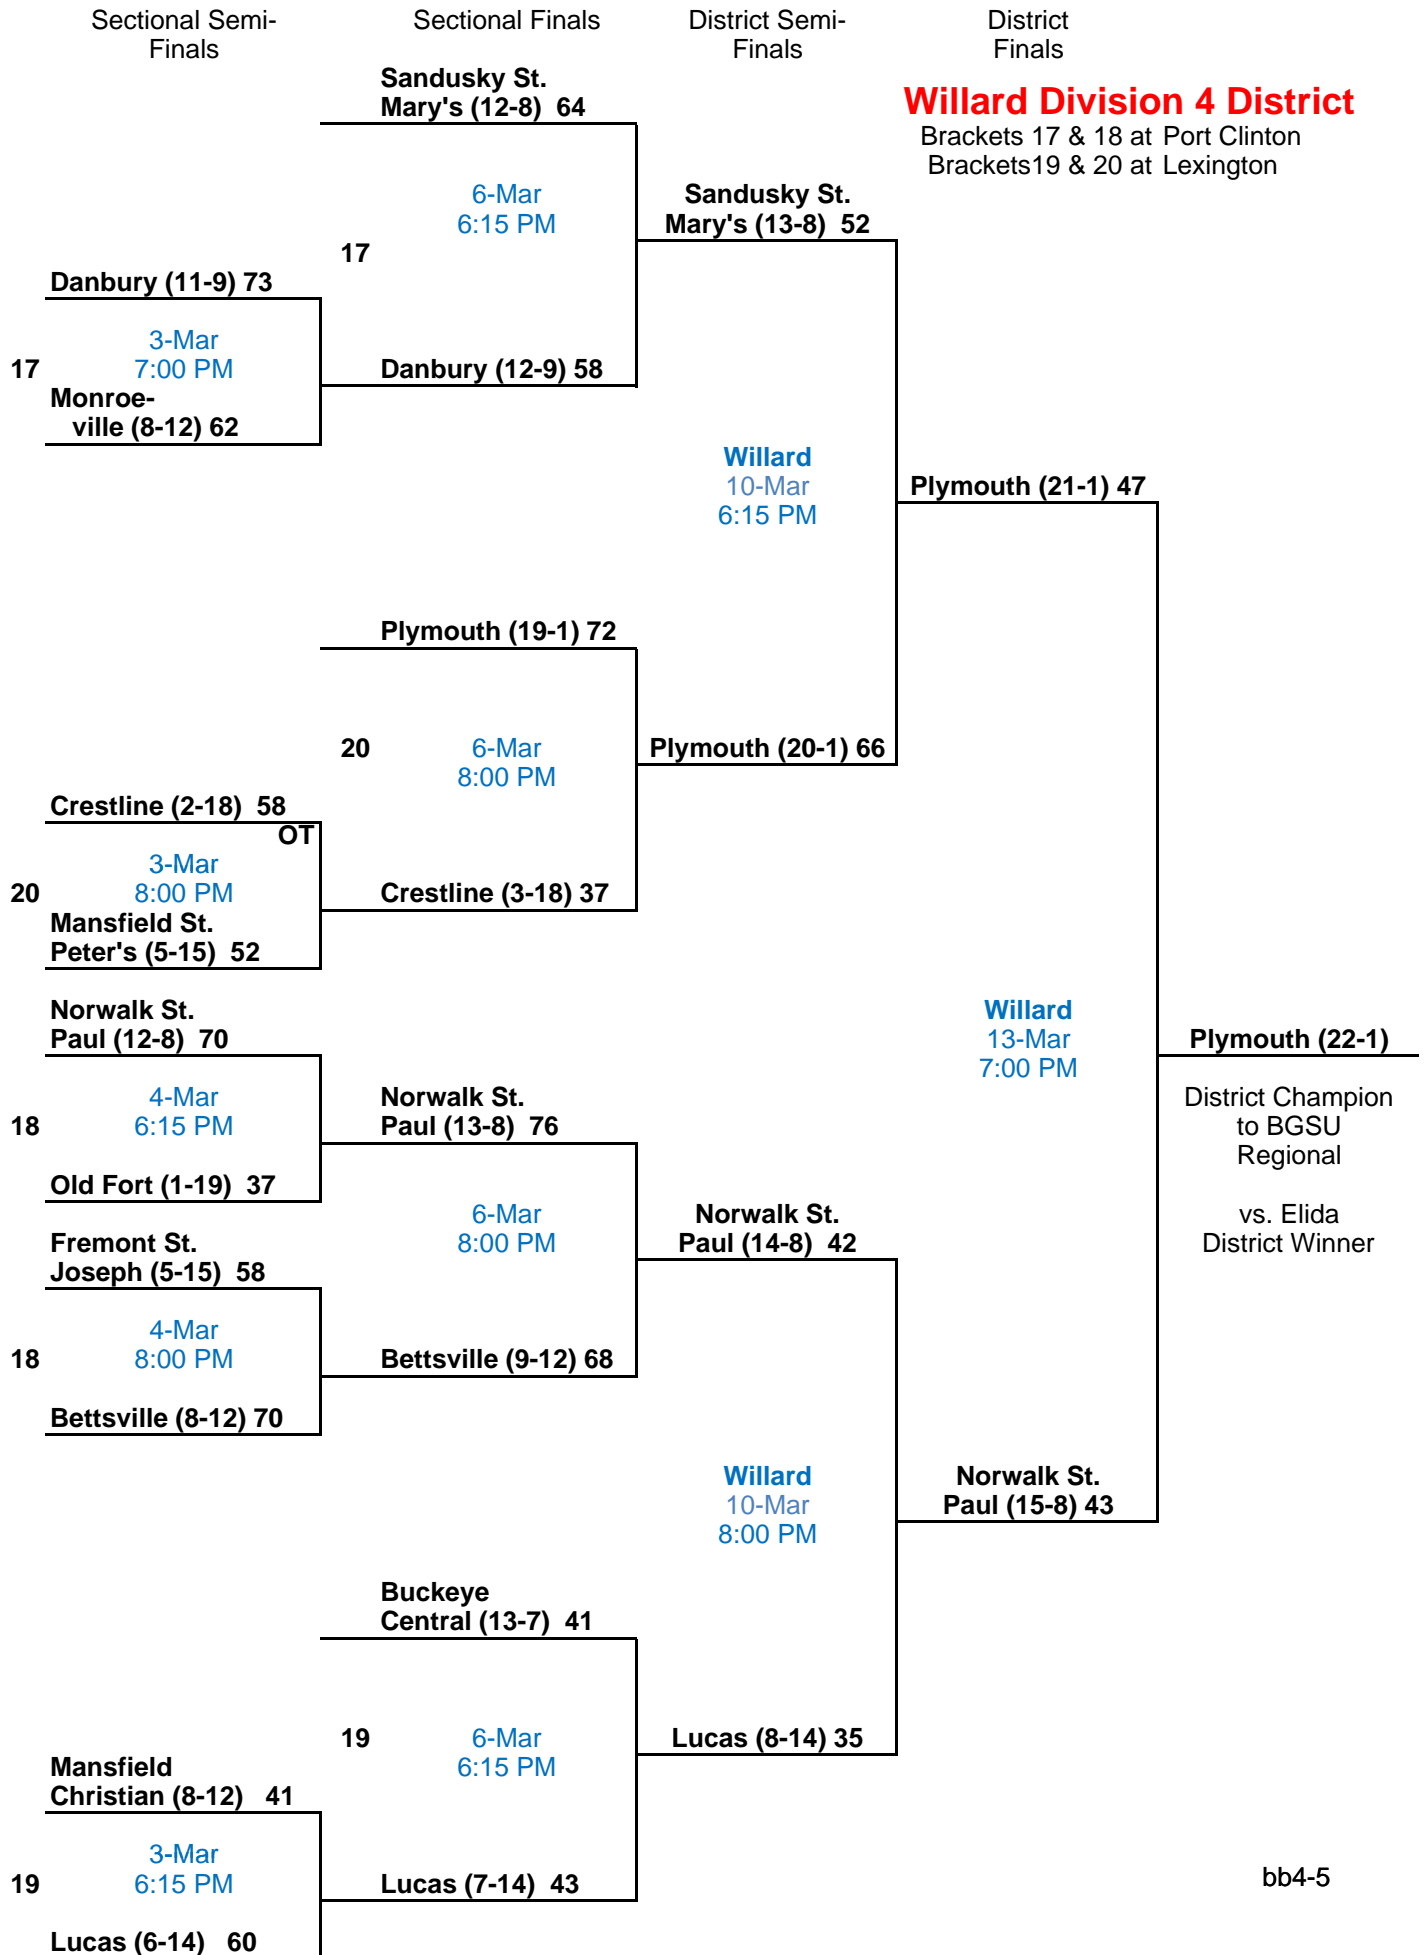 Sectional Semi-
Finals
Sectional Finals
District Semi-
Finals
District
Finals
Willard Division 4 District
Brackets 17 & 18 at Port Clinton
Brackets19 & 20 at Lexington
Sandusky St.
Mary's (12-8) 64
6-Mar
6:15 PM
17
Sandusky St.
Mary's (13-8) 52
Danbury (11-9) 73
3-Mar
7:00 PM
17
Danbury (12-9) 58
Monroe-
ville (8-12) 62
Willard
10-Mar
6:15 PM
Plymouth (21-1) 47
Plymouth (19-1) 72
20
6-Mar
8:00 PM
Plymouth (20-1) 66
Crestline (2-18) 58
OT
3-Mar
8:00 PM
20
Crestline (3-18) 37
Mansfield St.
Peter's (5-15) 52
Norwalk St.
Paul (12-8) 70
Willard
13-Mar
7:00 PM
Plymouth (22-1)
4-Mar
6:15 PM
18
Norwalk St.
Paul (13-8) 76
District Champion
to BGSU
Regional
Old Fort (1-19) 37
6-Mar
8:00 PM
Norwalk St.
Paul (14-8) 42
vs. Elida
District Winner
Fremont St.
Joseph (5-15) 58
4-Mar
8:00 PM
18
Bettsville (9-12) 68
Bettsville (8-12) 70
Willard
10-Mar
8:00 PM
Norwalk St.
Paul (15-8) 43
Buckeye
Central (13-7) 41
19
6-Mar
6:15 PM
Lucas (8-14) 35
Mansfield
Christian (8-12) 41
3-Mar
6:15 PM
19
Lucas (7-14) 43
bb4-5
Lucas (6-14) 60